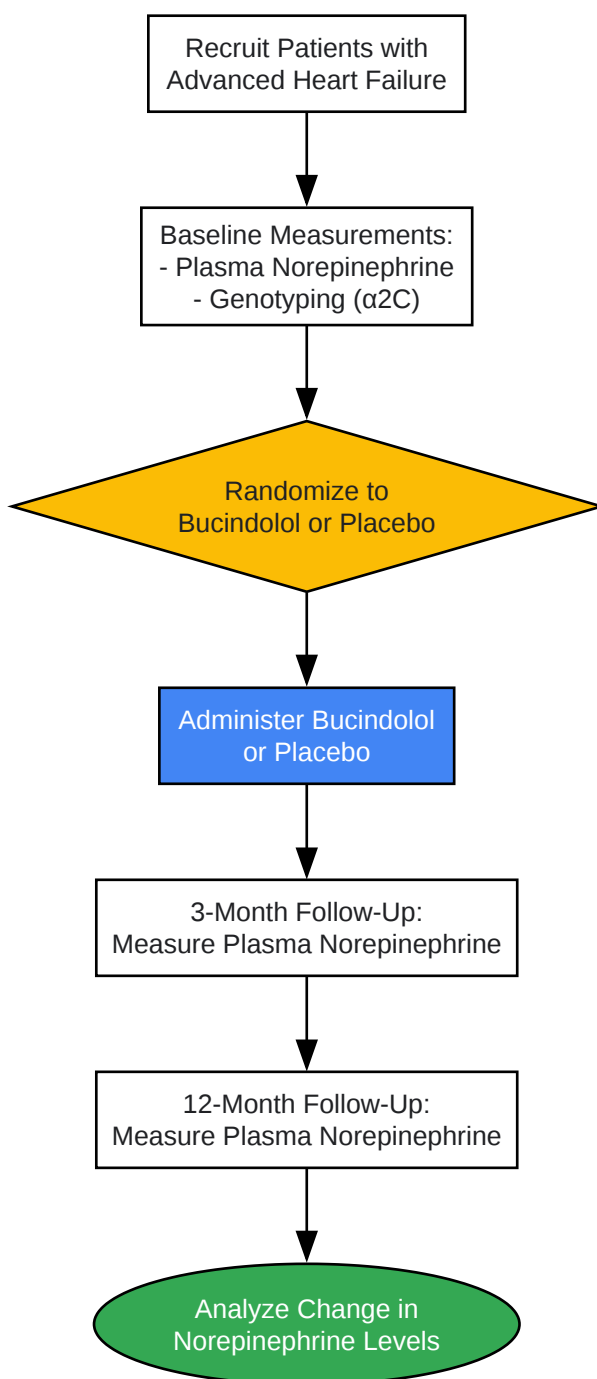 Recruit Patients with
Advanced Heart Failure
Baseline Measurements:
- Plasma Norepinephrine
- Genotyping (α2C)
Randomize to
Bucindolol or Placebo
Administer Bucindolol
or Placebo
3-Month Follow-Up:
Measure Plasma Norepinephrine
12-Month Follow-Up:
Measure Plasma Norepinephrine
Analyze Change in
Norepinephrine Levels